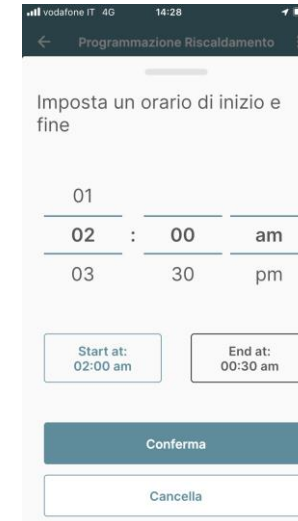 vodafone IT 4G 14:28
Programmazione Riscaldamento
Imposta un orario di inizio e
fine
01
02 : 00 am
03 30 pm
Start at: End at:
02:00 am 00:30 am
Conferma
Cancella